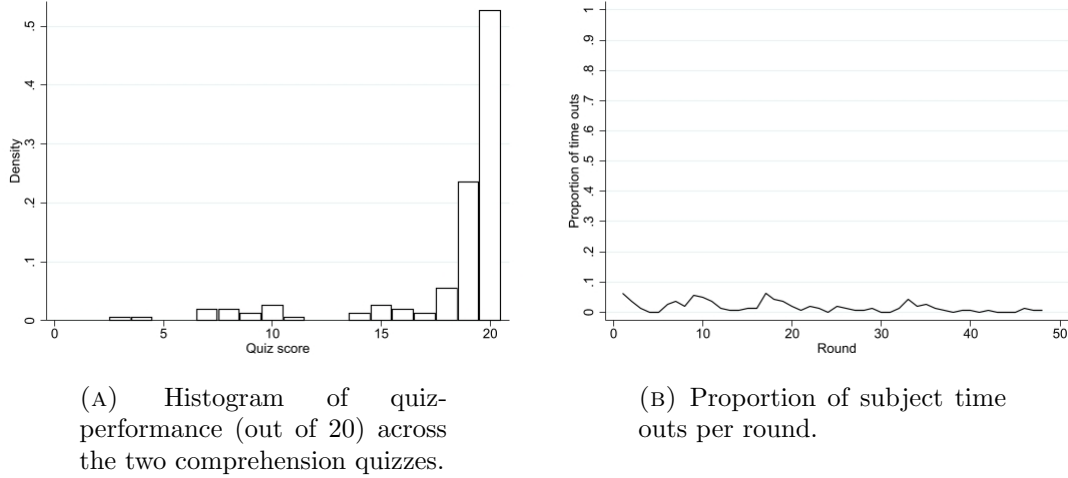 .5
.4
.3
.2
.1
0
Density
0 5 10 15 20
Quiz score
1
.9
.8
.7
.6
.5
.4
.3
.2
.1
0
Proportion of time outs
0 10 20 30 40 50
Round
(A) Histogram of quiz-
performance (out of 20) across
the two comprehension quizzes.
(B) Proportion of subject time
outs per round.